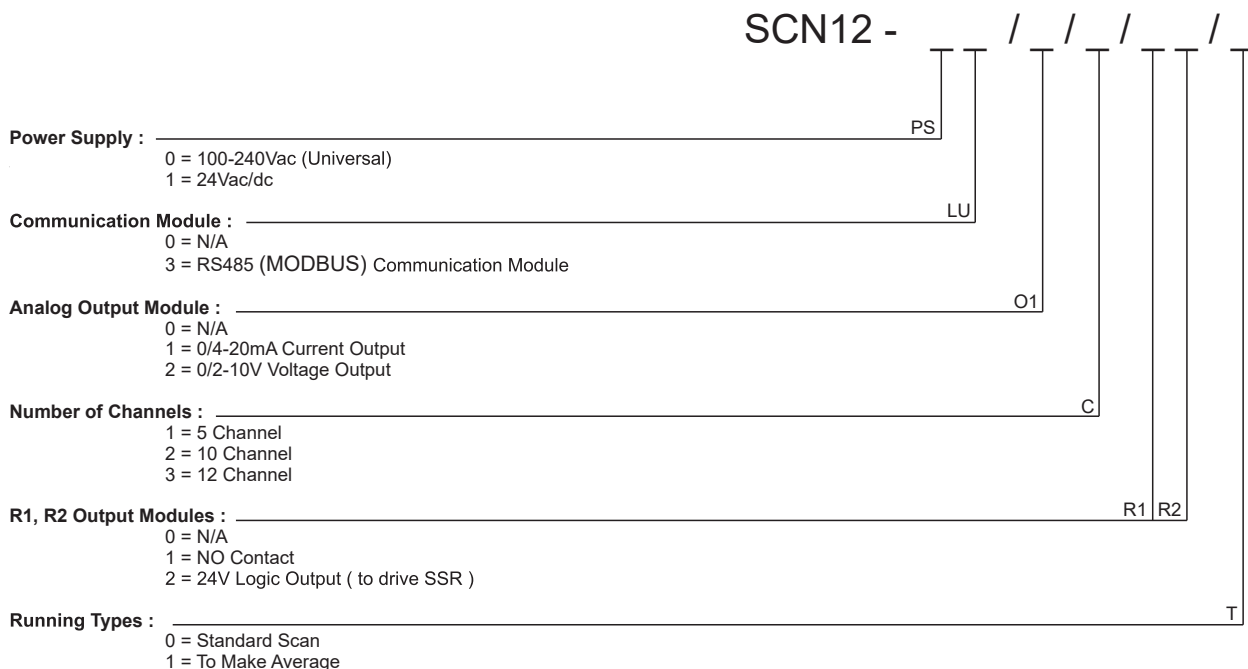 SCN12 - _ _ / _ / _ / _ _ / _
PS
Power Supply :
0 = 100-240Vac (Universal)
1 = 24Vac/dc
LU
Communication Module :
0 = N/A
3 = RS485 (MODBUS) Communication Module
O1
Analog Output Module :
0 = N/A
1 = 0/4-20mA Current Output
2 = 0/2-10V Voltage Output
C
Number of Channels :
1 = 5 Channel
2 = 10 Channel
3 = 12 Channel
R1 R2
R1, R2 Output Modules :
0 = N/A
1 = NO Contact
2 = 24V Logic Output ( to drive SSR )
T
Running Types :
0 = Standard Scan
1 = To Make Average